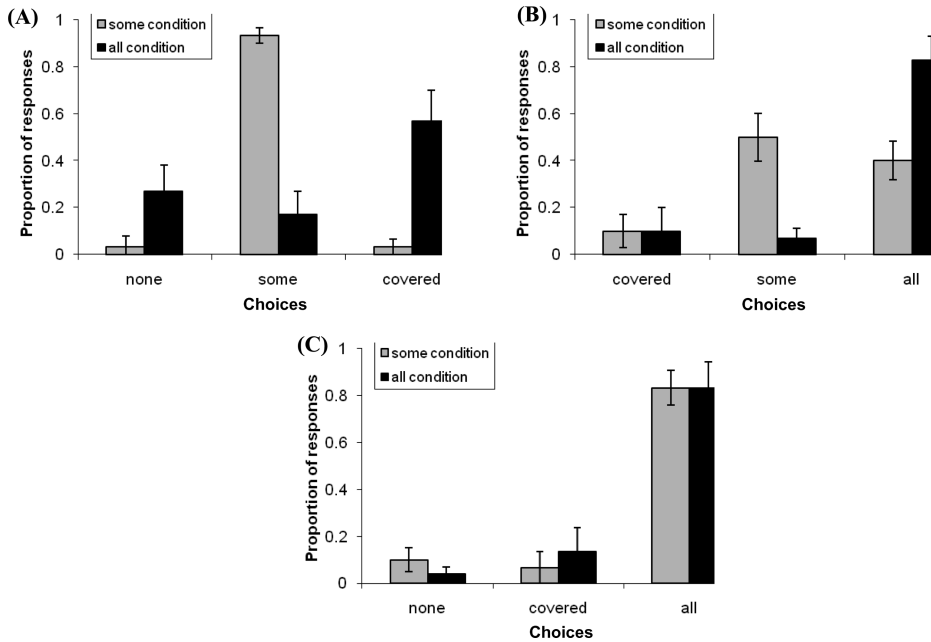 (A)
some condition
all condition
Proportion of responses
1
0.8
0.6
0.4
0.2
0
none some covered
Choices
(B)
some condition
all condition
Proportion of responses
1
0.8
0.6
0.4
0.2
0
covered some all
Choices
(C)
some condition
all condition
Proportion of responses
1
0.8
0.6
0.4
0.2
0
none covered all
Choices